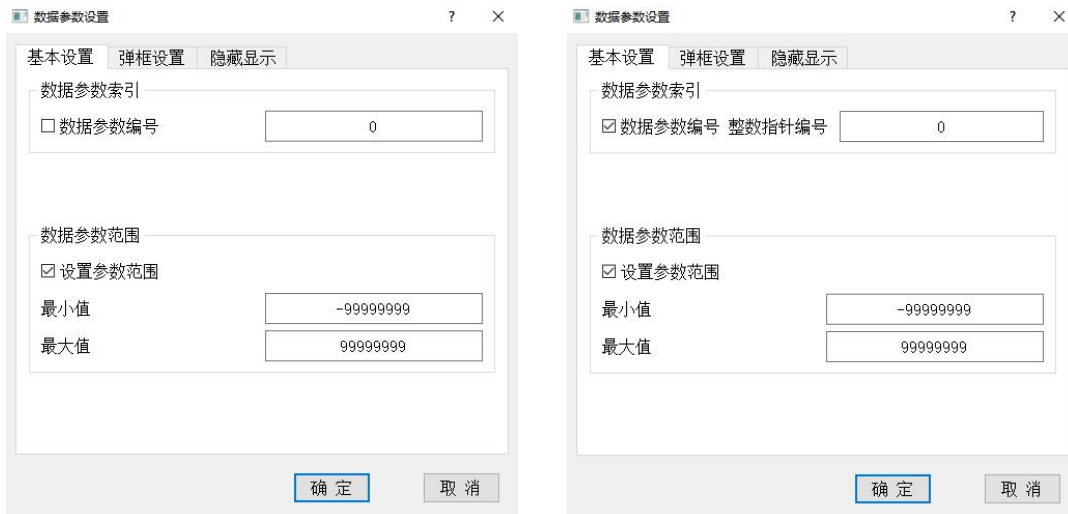 数据参数设置 ?
基本设置 弹框设置 隐藏显示
数据参数索引
数据参数编号 0
数据参数范围
设置参数范围
最小值 -99999999
最大值 99999999
确 定 取 消
数据参数设置 ?
基本设置 弹框设置 隐藏显示
数据参数索引
数据参数编号 整数指针编号 0
数据参数范围
设置参数范围
最小值 -99999999
最大值 99999999
确 定 取 消